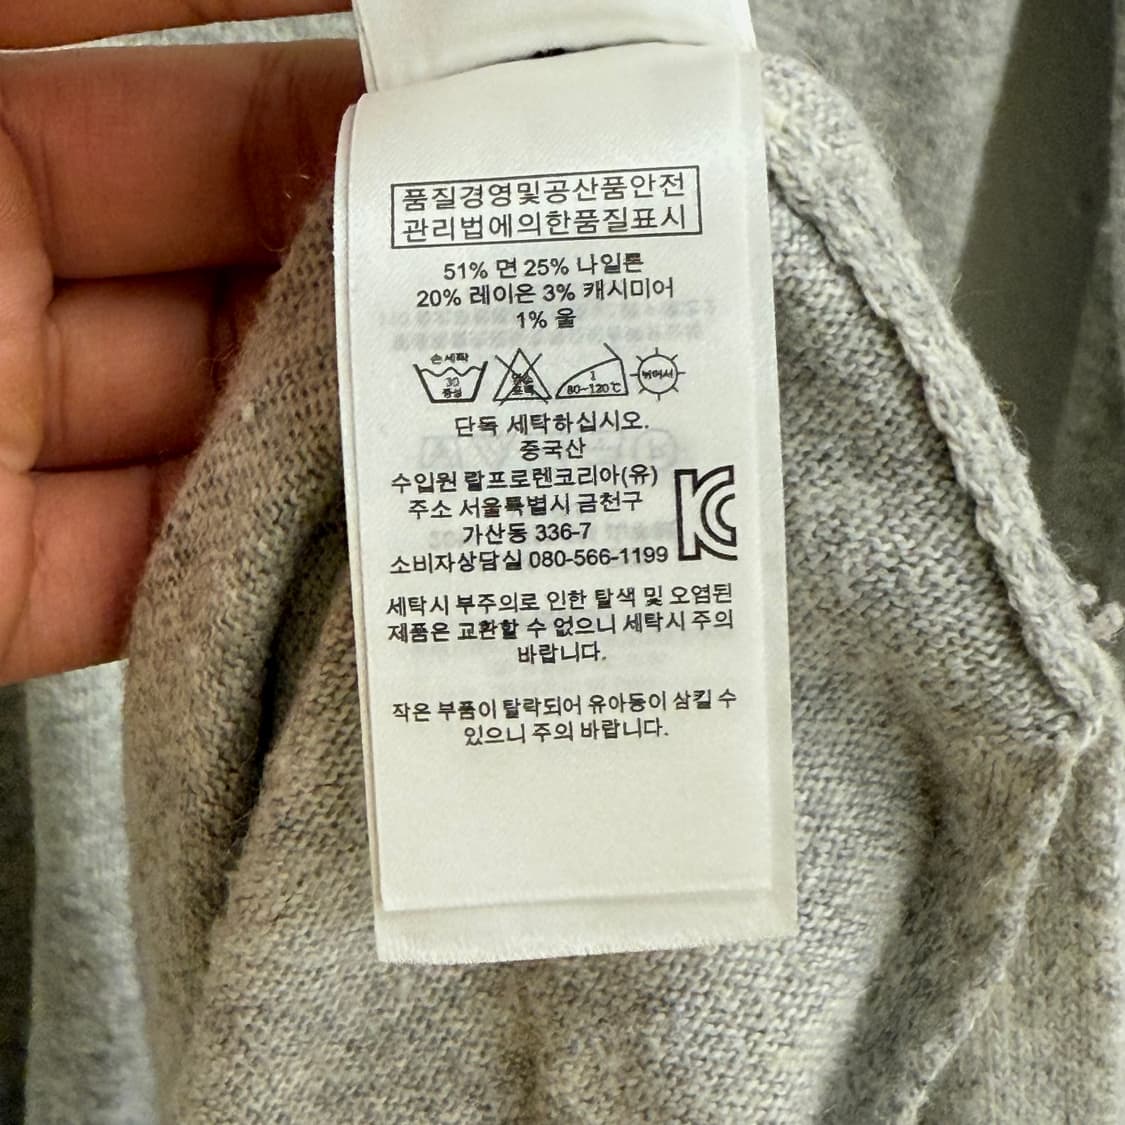 품질경영및공산품안전
관리법에의한품질표시
51% 면 25% 나일론
20% 레이온 3% 캐시미어
1% 울
손세탁
30
중성
염소
표백
1
80~120℃
뉘어서
단독 세탁하십시오.
중국산
수입원 랄프로렌코리아(유)
주소 서울특별시 금천구
가산동 336-7
소비자상담실 080-566-1199
세탁시 부주의로 인한 탈색 및 오염된
제품은 교환할 수 없으니 세탁시 주의
바랍니다.
작은 부품이 탈락되어 유아등이 삼킬 수
있으니 주의 바랍니다.